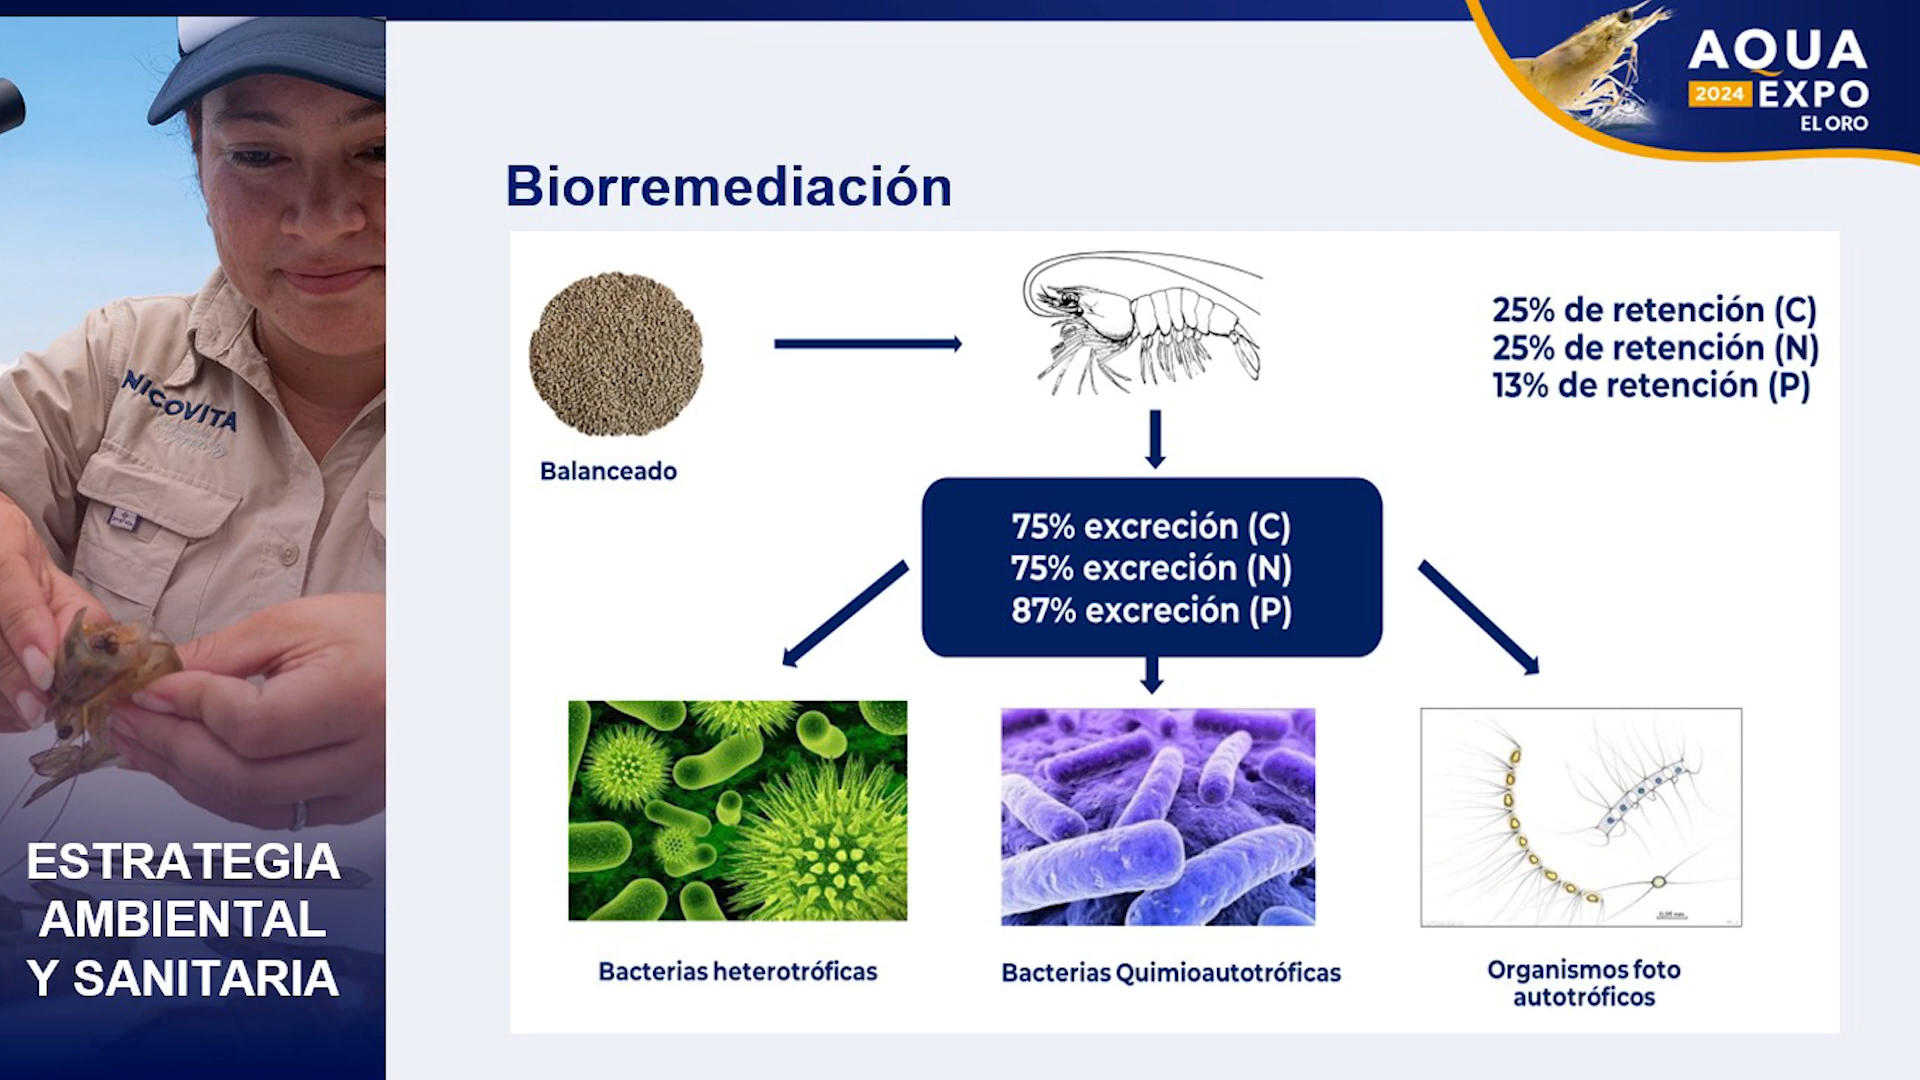 AQUA
2024 EXPO
EL ORO
Biorremediación
25% de retención (C)
25% de retención (N)
13% de retención (P)
NICOVITA
Balanceado
75% excreción (C)
75% excreción (N)
87% excreción (P)
Bacterias heterotróficas
Bacterias Quimioautotróficas
Organismos foto
autotróficos
ESTRATEGIA
AMBIENTAL
Y SANITARIA